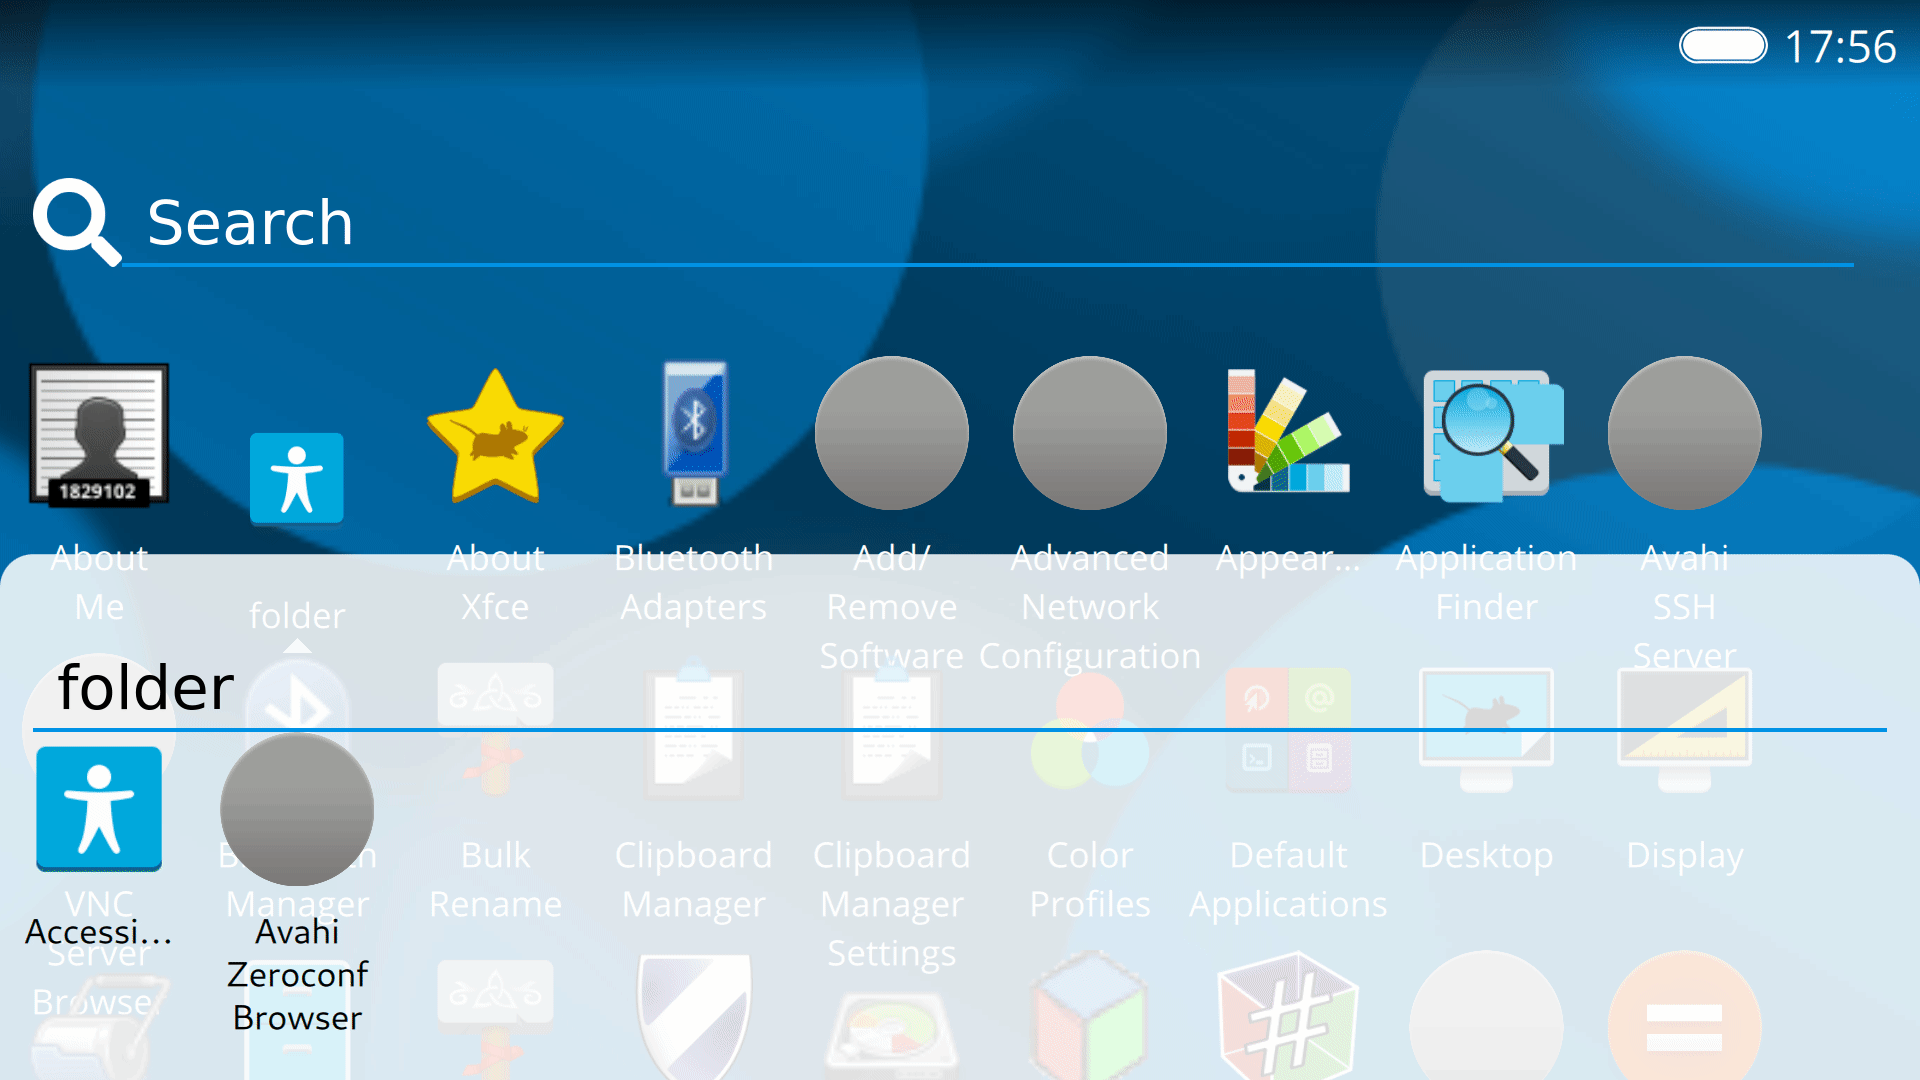 17:56
Search
1829102
About
Me
folder
About
Xfce
Bluetooth
Adapters
Add/
Remove
Software
Advanced
Network
Configuration
Appear...
Application
Finder
Avahi
SSH
Server
folder
VNC
Server
Browser
Manager
Bulk
Rename
Clipboard
Manager
Clipboard
Manager
Settings
Color
Profiles
Default
Applications
Desktop
Display
Accessi...
Avahi
Zeroconf
Browser